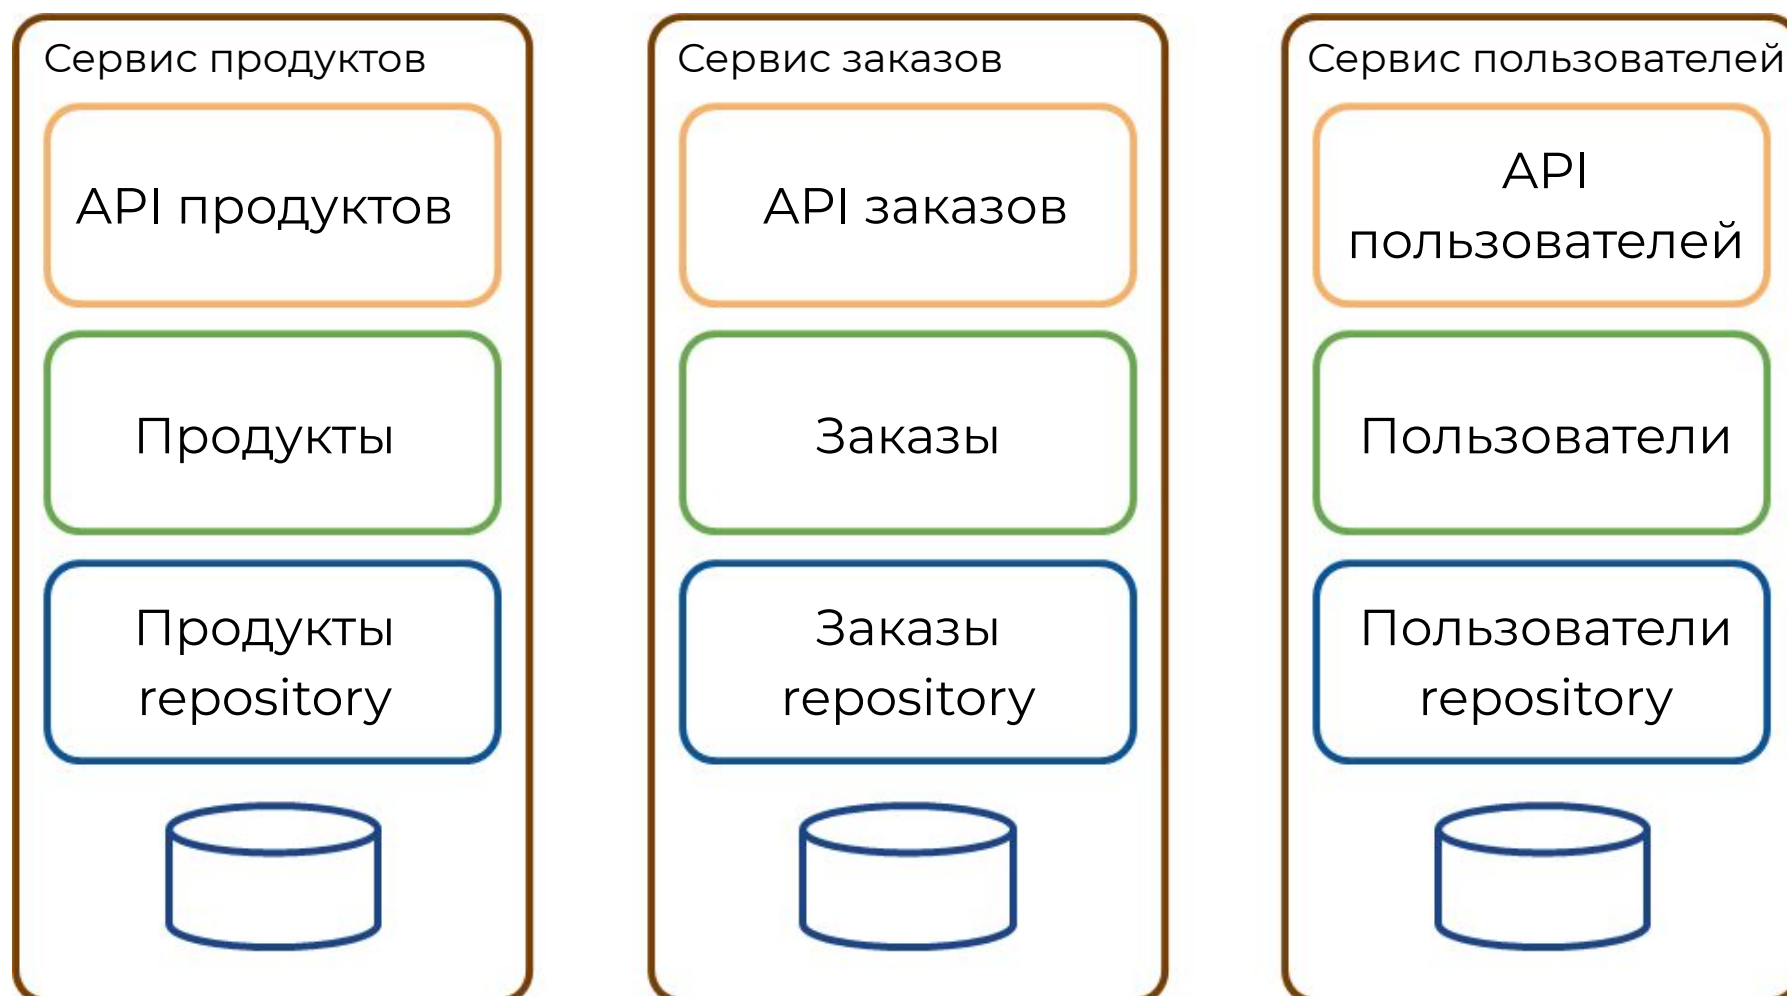 Сервис продуктов
API продуктов
Продукты
Продукты
repository
Сервис заказов
API заказов
Заказы
Заказы
repository
Сервис пользователей
API
пользователей
Пользователи
Пользователи
repository